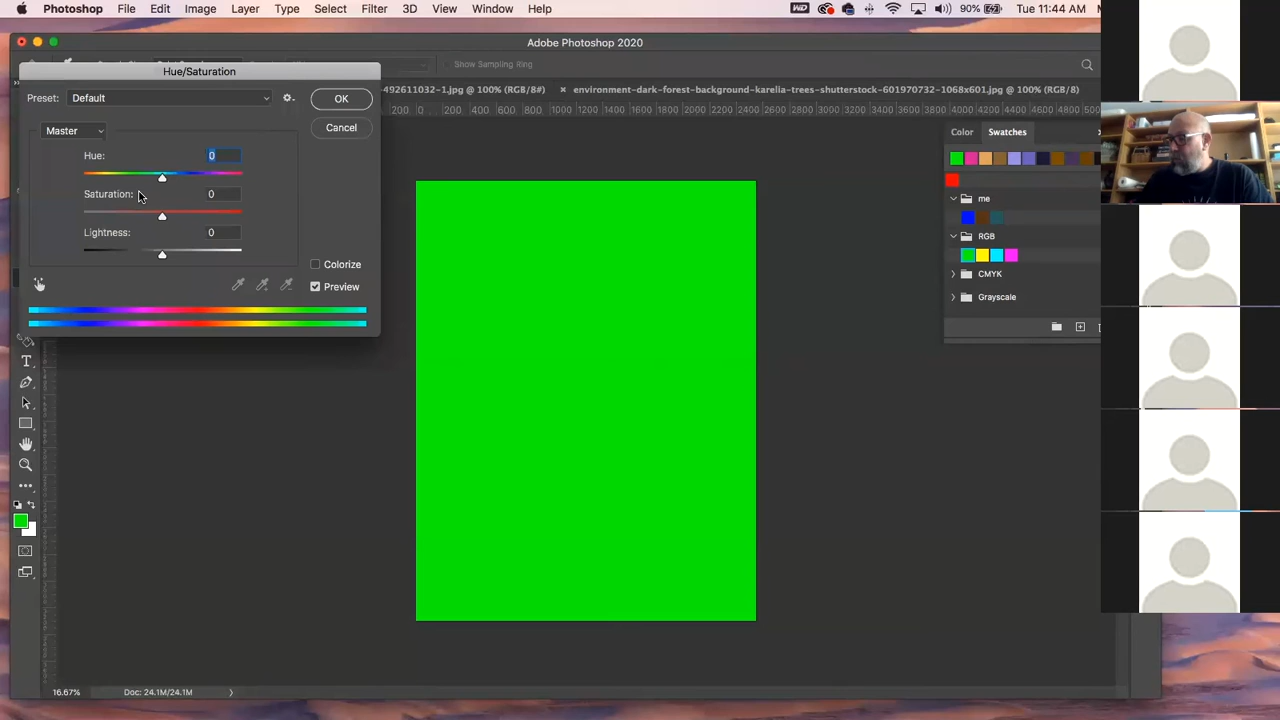 Photoshop File Edit Image Layer Type Select Filter 3D View Window Help 90% Tue 11:44 AM
Adobe Photoshop 2020
Show Sampling Ring
Hue/Saturation
Preset: Default OK
-492611032-1.jpg @ 100% (RGB/8#) environment-dark-forest-background-karelia-trees-shutterstock-601970732-1068x601.jpg @ 100% (RGB/8)
200 0 200 400 600 800 1000 1200 1400 1600 1800 2000 2200 2400 2600 2800 3000 3200 3400 3600 3800 4000 4200 4400 4600 4800
Cancel
Master
Color Swatches
Hue: 0
Saturation: 0
me
Lightness: 0
RGB
Colorize
CMYK
Preview
Grayscale
T
16.67% Doc: 24.1M/24.1M